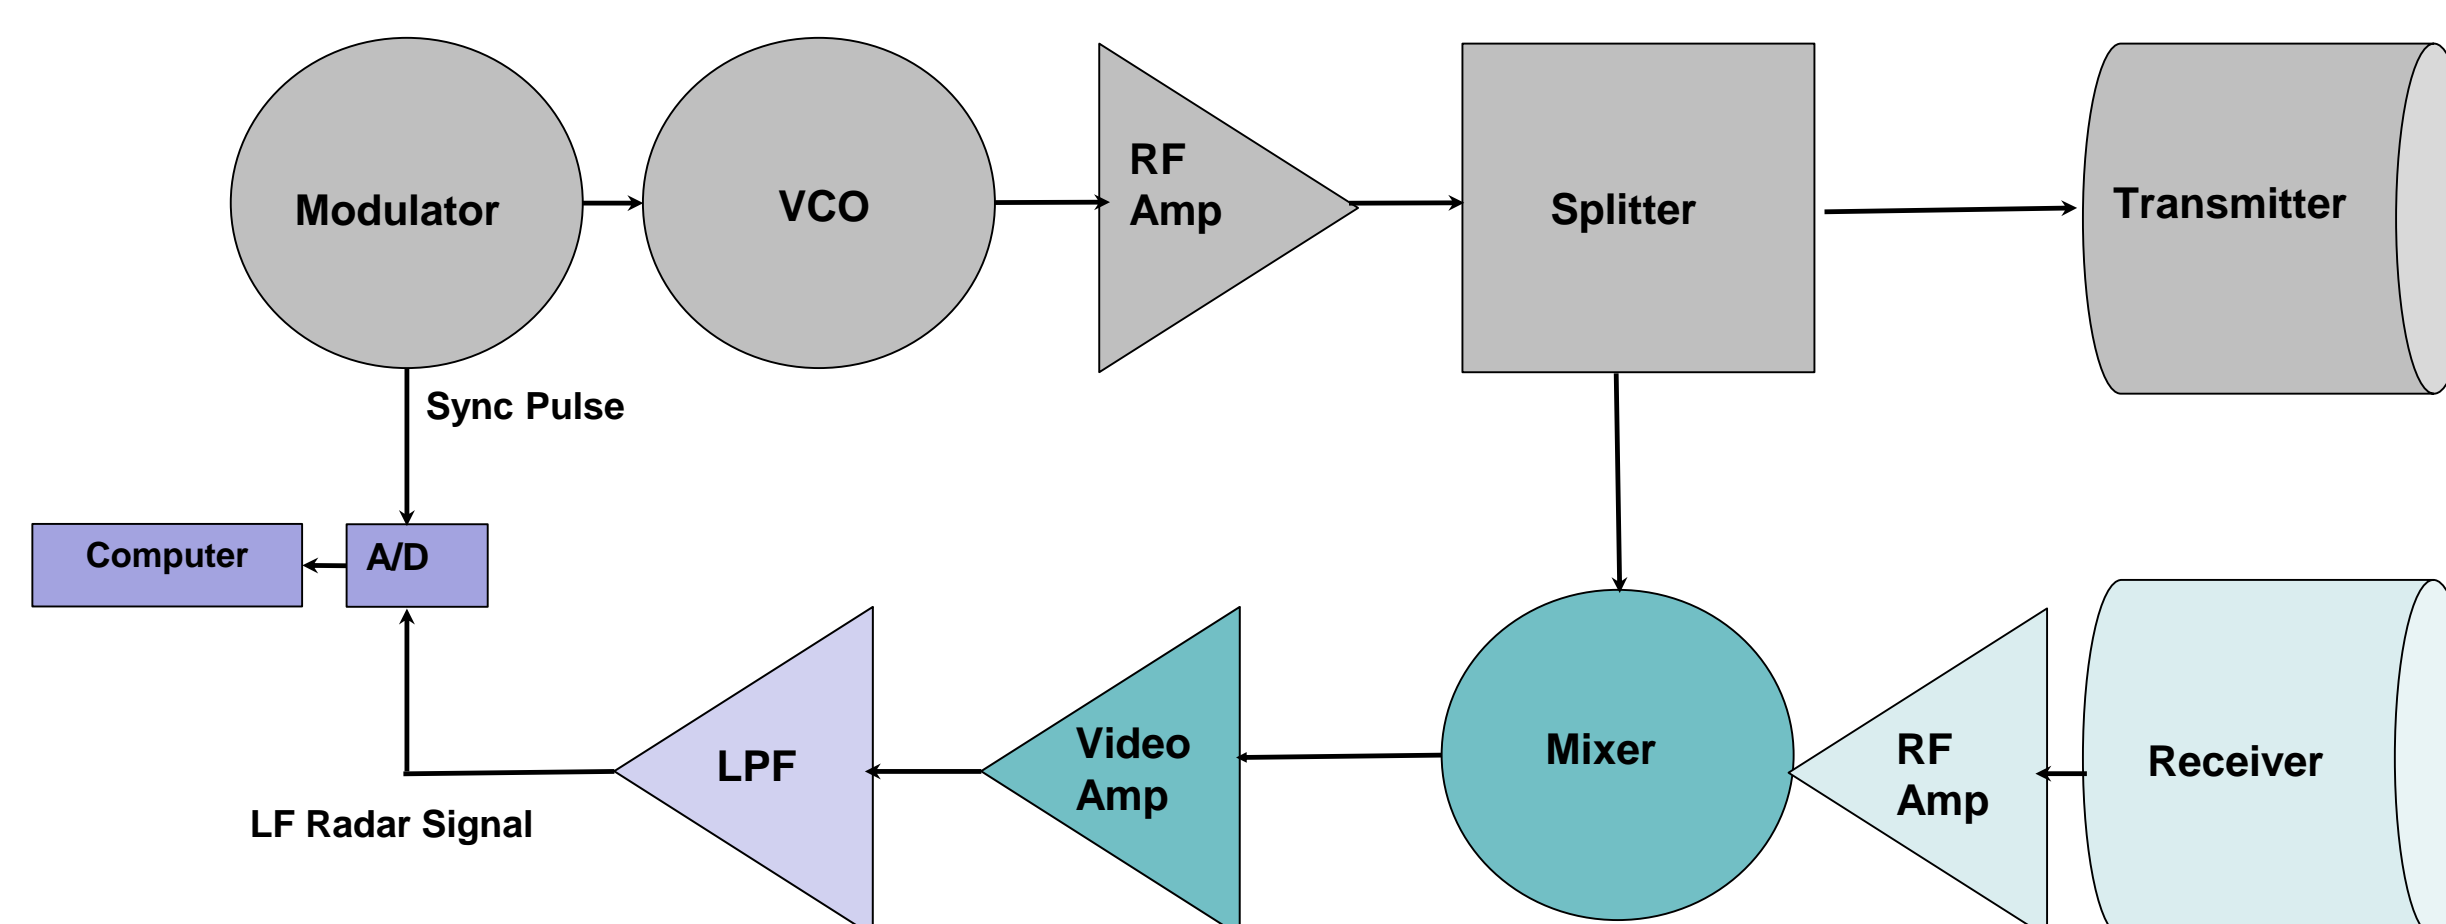 Modulator
VCO
RF
Amp
Splitter
Transmitter
Sync Pulse
Computer
A/D
LPF
Video
Amp
Mixer
RF
Amp
Receiver
LF Radar Signal